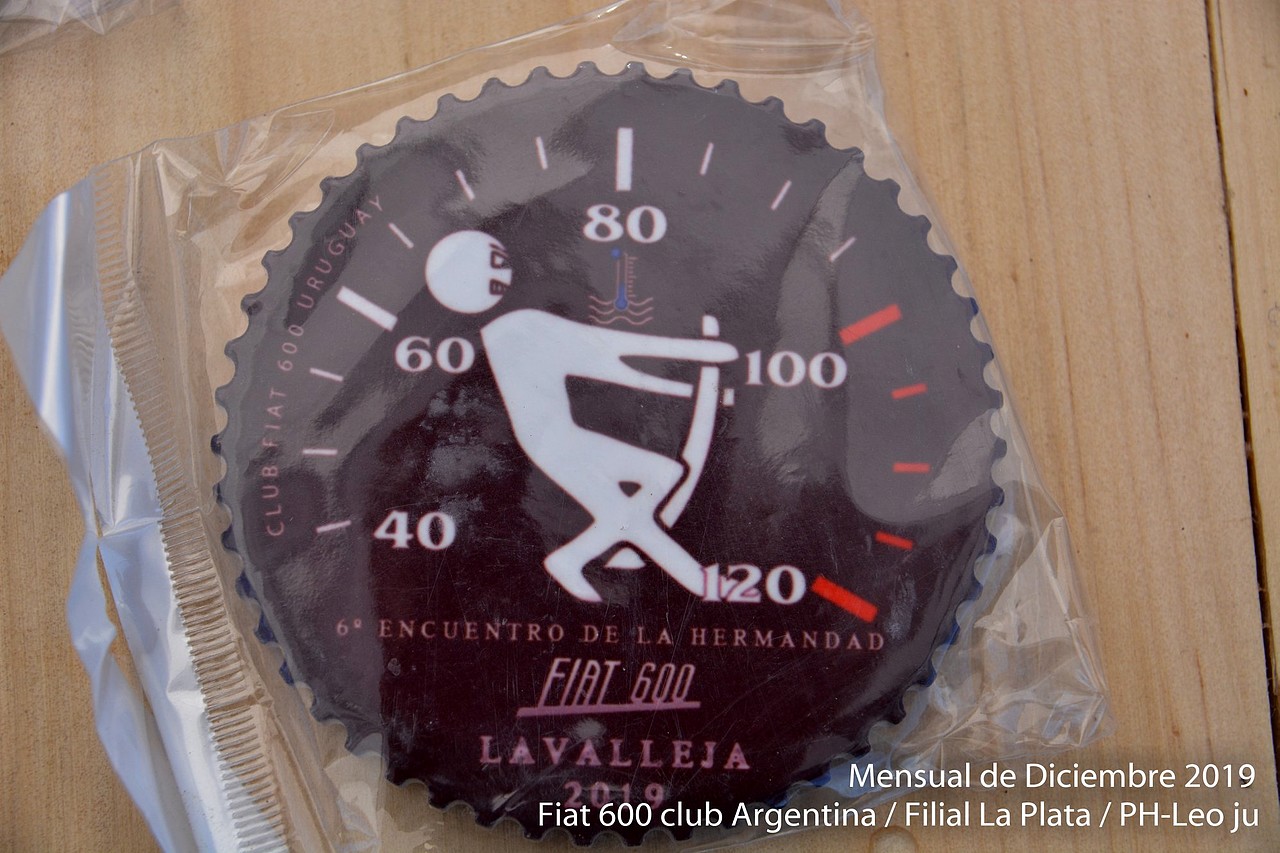 80
60
100
40
120
CLUB FIAT 600 URUGUAY
6º ENCUENTRO DE LA HERMANDAD
FIAT 600
LAVALLEJA
2019
Mensual de Diciembre 2019
Fiat 600 club Argentina / Filial La Plata / PH-Leo ju